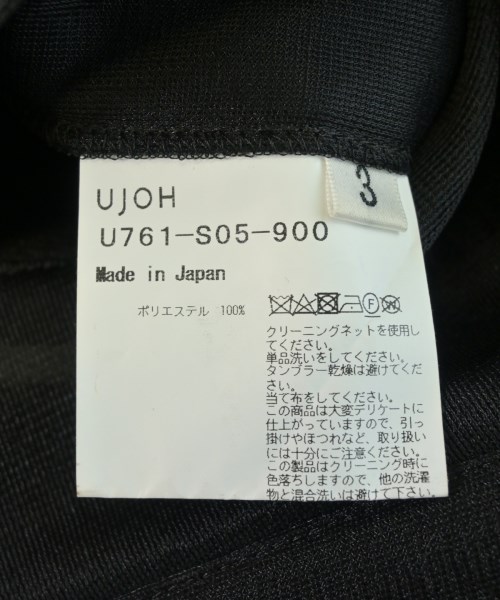 3
UJOH
U761-S05-900
Made in Japan
ポリエステル 100%
F W
クリーニングネットを使用し
てください。
単品洗いをしてください。
タンブラー乾燥は避けてくだ
さい。
当て布をしてください。
この商品は大変デリケートに
仕上がっていますので、引っ
掛けやほつれなど、取り扱い
には十分にご注意ください。
この製品はクリーニング時に
色落ちしますので、他の洗濯
物と混合洗いは避けて下さい。